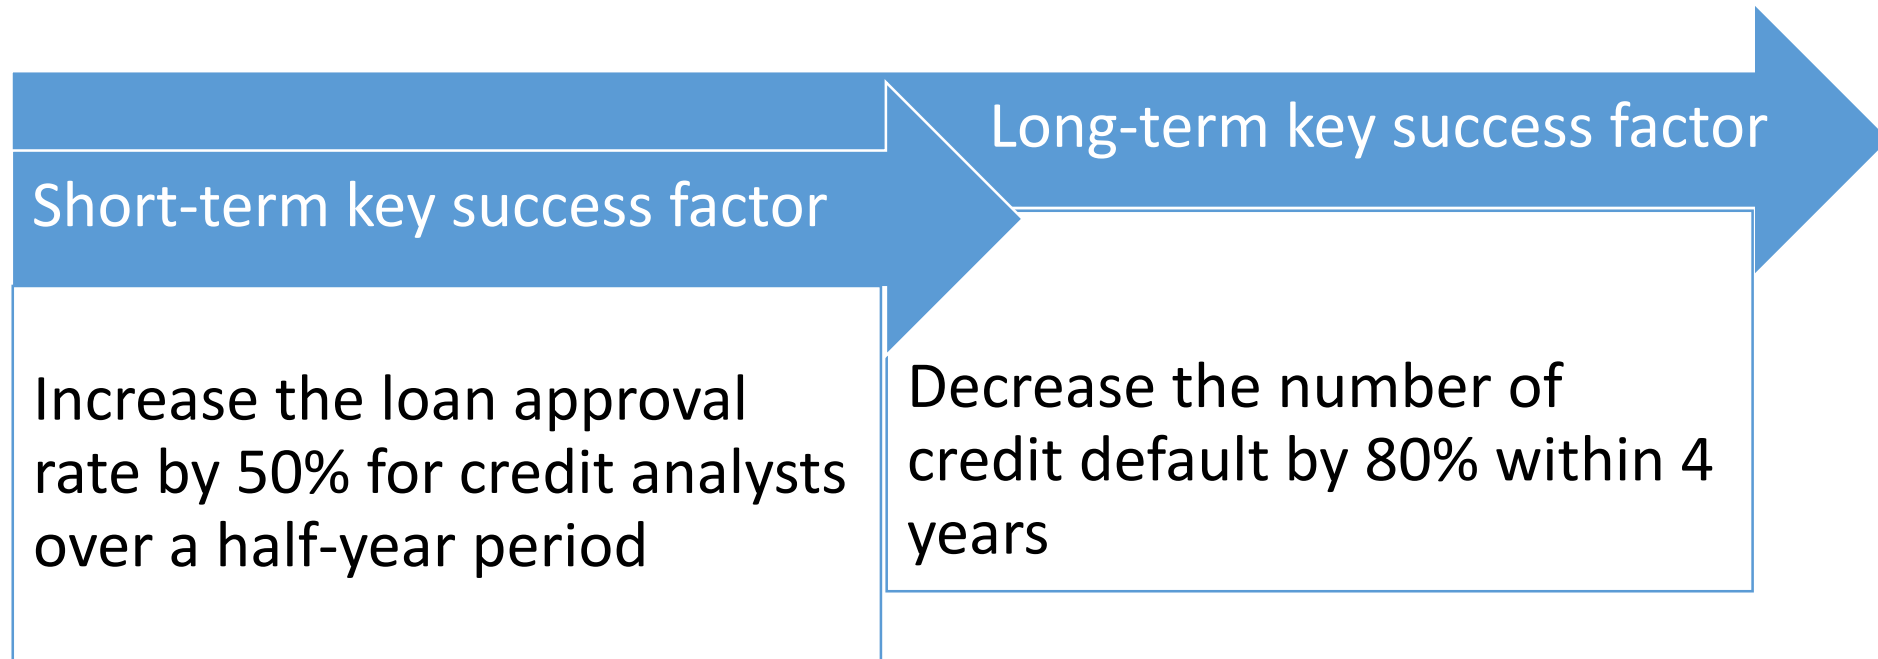 Short-term key success factor
Increase the loan approval
rate by 50% for credit analysts
over a half-year period
Long-term key success factor
Decrease the number of
credit default by 80% within 4
years